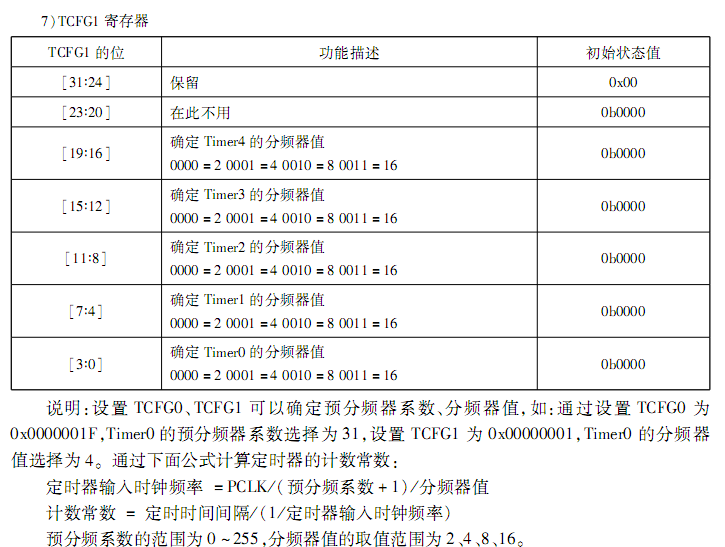 7)TCFG1 寄存器
TCFG1 的位 功能描述 初始状态值
[31:24] 保留 0x00
[23:20] 在此不用 0b0000
[19:16] 确定 Timer4 的分频器值 0b0000
0000 = 2 0001 = 4 0010 = 8 0011 = 16
[15:12] 确定 Timer3 的分频器值 0b0000
0000 = 2 0001 = 4 0010 = 8 0011 = 16
[11:8] 确定 Timer2 的分频器值 0b0000
0000 = 2 0001 = 4 0010 = 8 0011 = 16
[7:4] 确定 Timer1 的分频器值 0b0000
0000 = 2 0001 = 4 0010 = 8 0011 = 16
[3:0] 确定 Timer0 的分频器值 0b0000
0000 = 2 0001 = 4 0010 = 8 0011 = 16
说明:设置 TCFG0、TCFG1 可以确定预分频器系数、分频器值,如:通过设置 TCFG0 为
0x0000001F,Timer0 的预分频器系数选择为 31,设置 TCFG1 为 0x00000001,Timer0 的分频器
值选择为 4。通过下面公式计算定时器的计数常数:
定时器输入时钟频率 =PCLK/(预分频系数+1)/分频器值
计数常数 = 定时时间间隔/(1/定时器输入时钟频率)
预分频系数的范围为 0 ~255,分频器值的取值范围为 2、4、8、16。